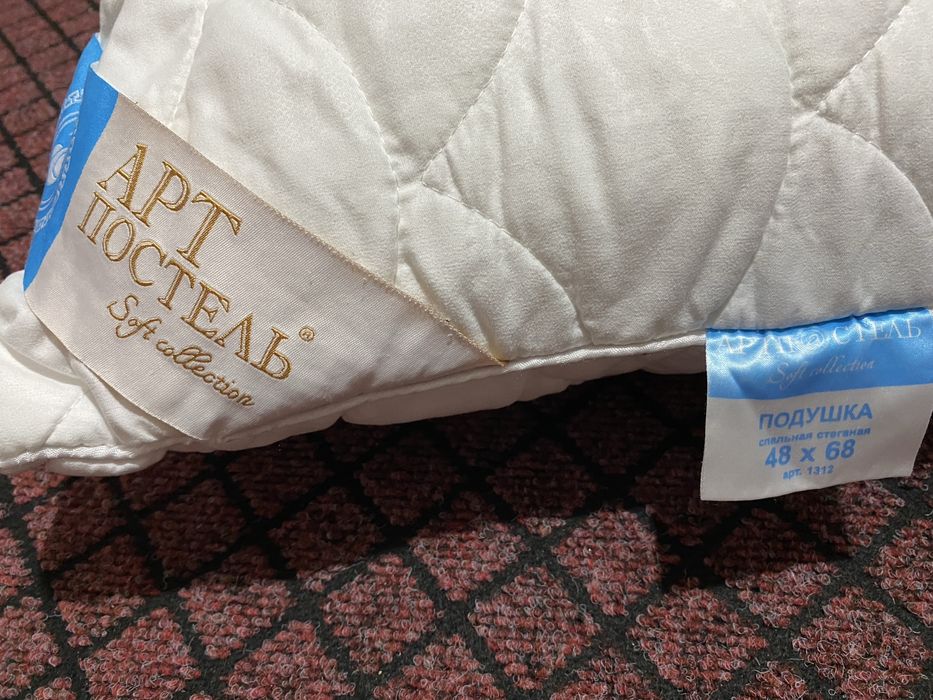 АРТ
ПОСТЕЛЬ®
Soft collection
Soft collection
ПОДУШКА
спальная стеганая
48 x 68
арт. 1312